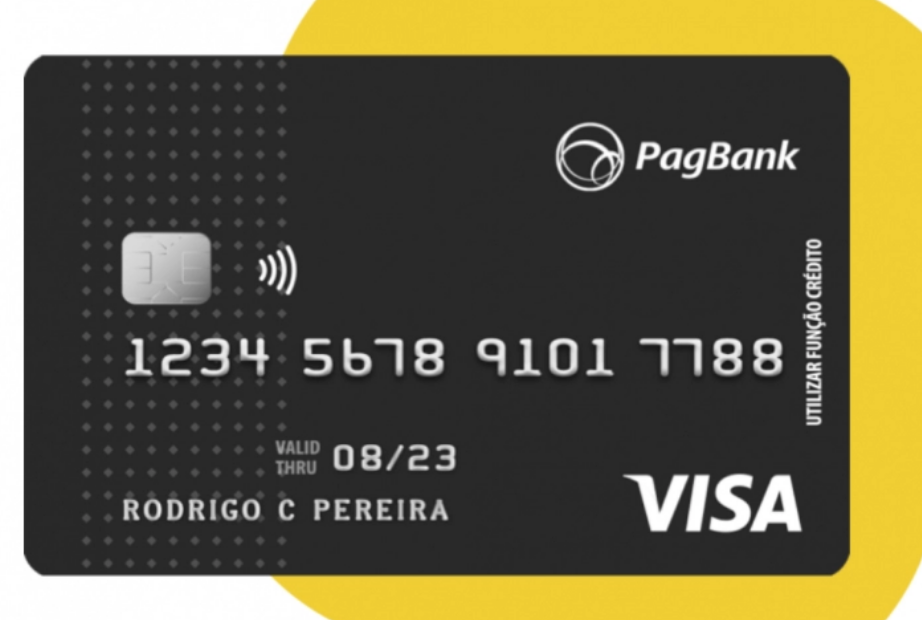 PagBank
UTILIZAR FUNÇÃO CRÉDITO
1234 5678 9101 7788
VALID
THRU 08/23
RODRIGO C PEREIRA
VISA